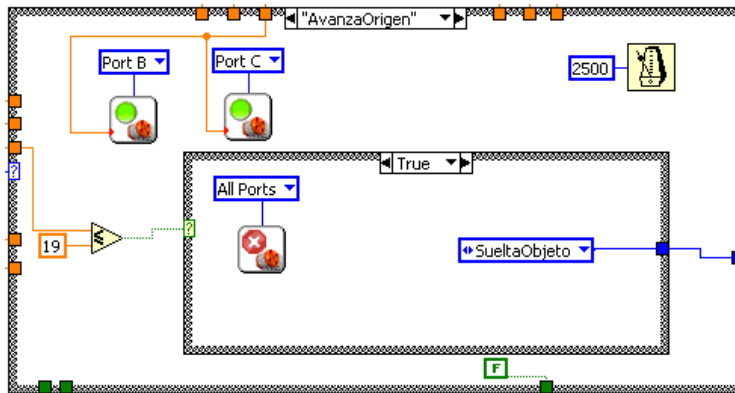 "AvanzaOrigen"
Port B
Port C
2500
?
True
All Ports
?
19
≤
SueltaObjeto
F